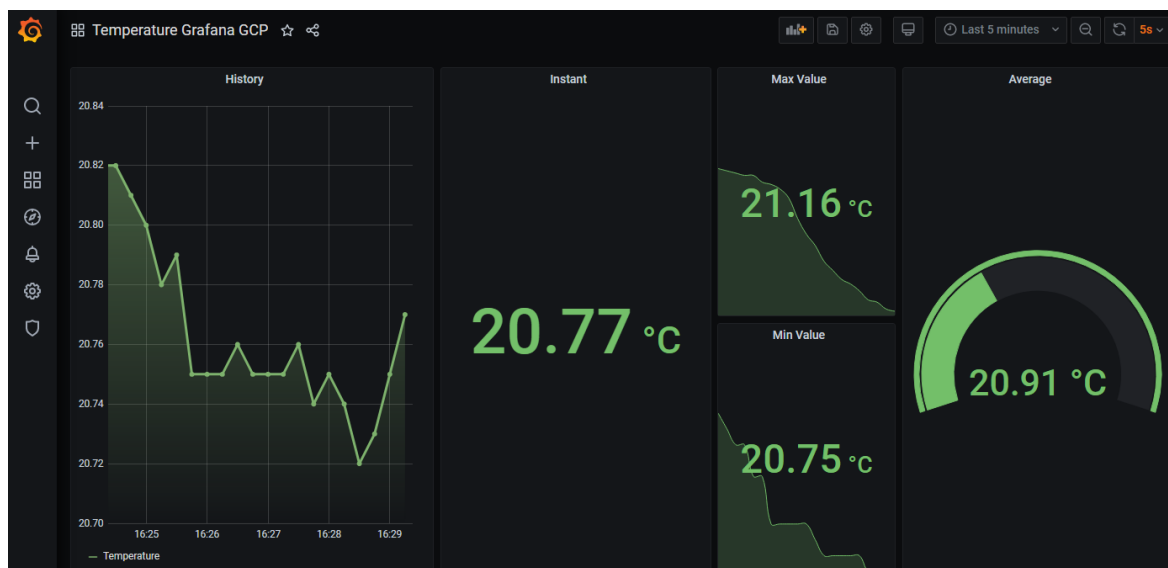 Temperature Grafana GCP
Last 5 minutes
5s
History
20.84
20.82
20.80
20.78
20.76
20.74
20.72
20.70
16:25 16:26 16:27 16:28 16:29
Temperature
Instant
20.77 °C
Max Value
21.16 °C
Min Value
20.75 °C
Average
20.91 °C